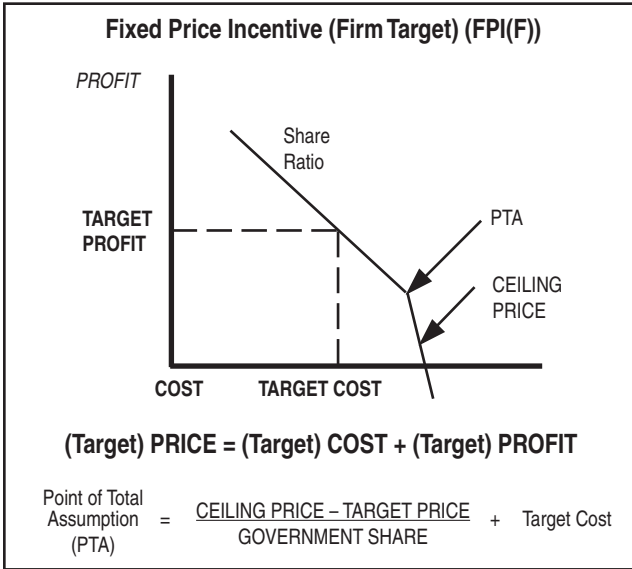 Fixed Price Incentive (Firm Target) (FPI(F))
PROFIT
Share
Ratio
TARGET
PROFIT
PTA
CEILING
PRICE
COST
TARGET COST
(Target) PRICE = (Target) COST + (Target) PROFIT
Point of Total
Assumption
(PTA)
=
CEILING PRICE – TARGET PRICE
GOVERNMENT SHARE
+
Target Cost